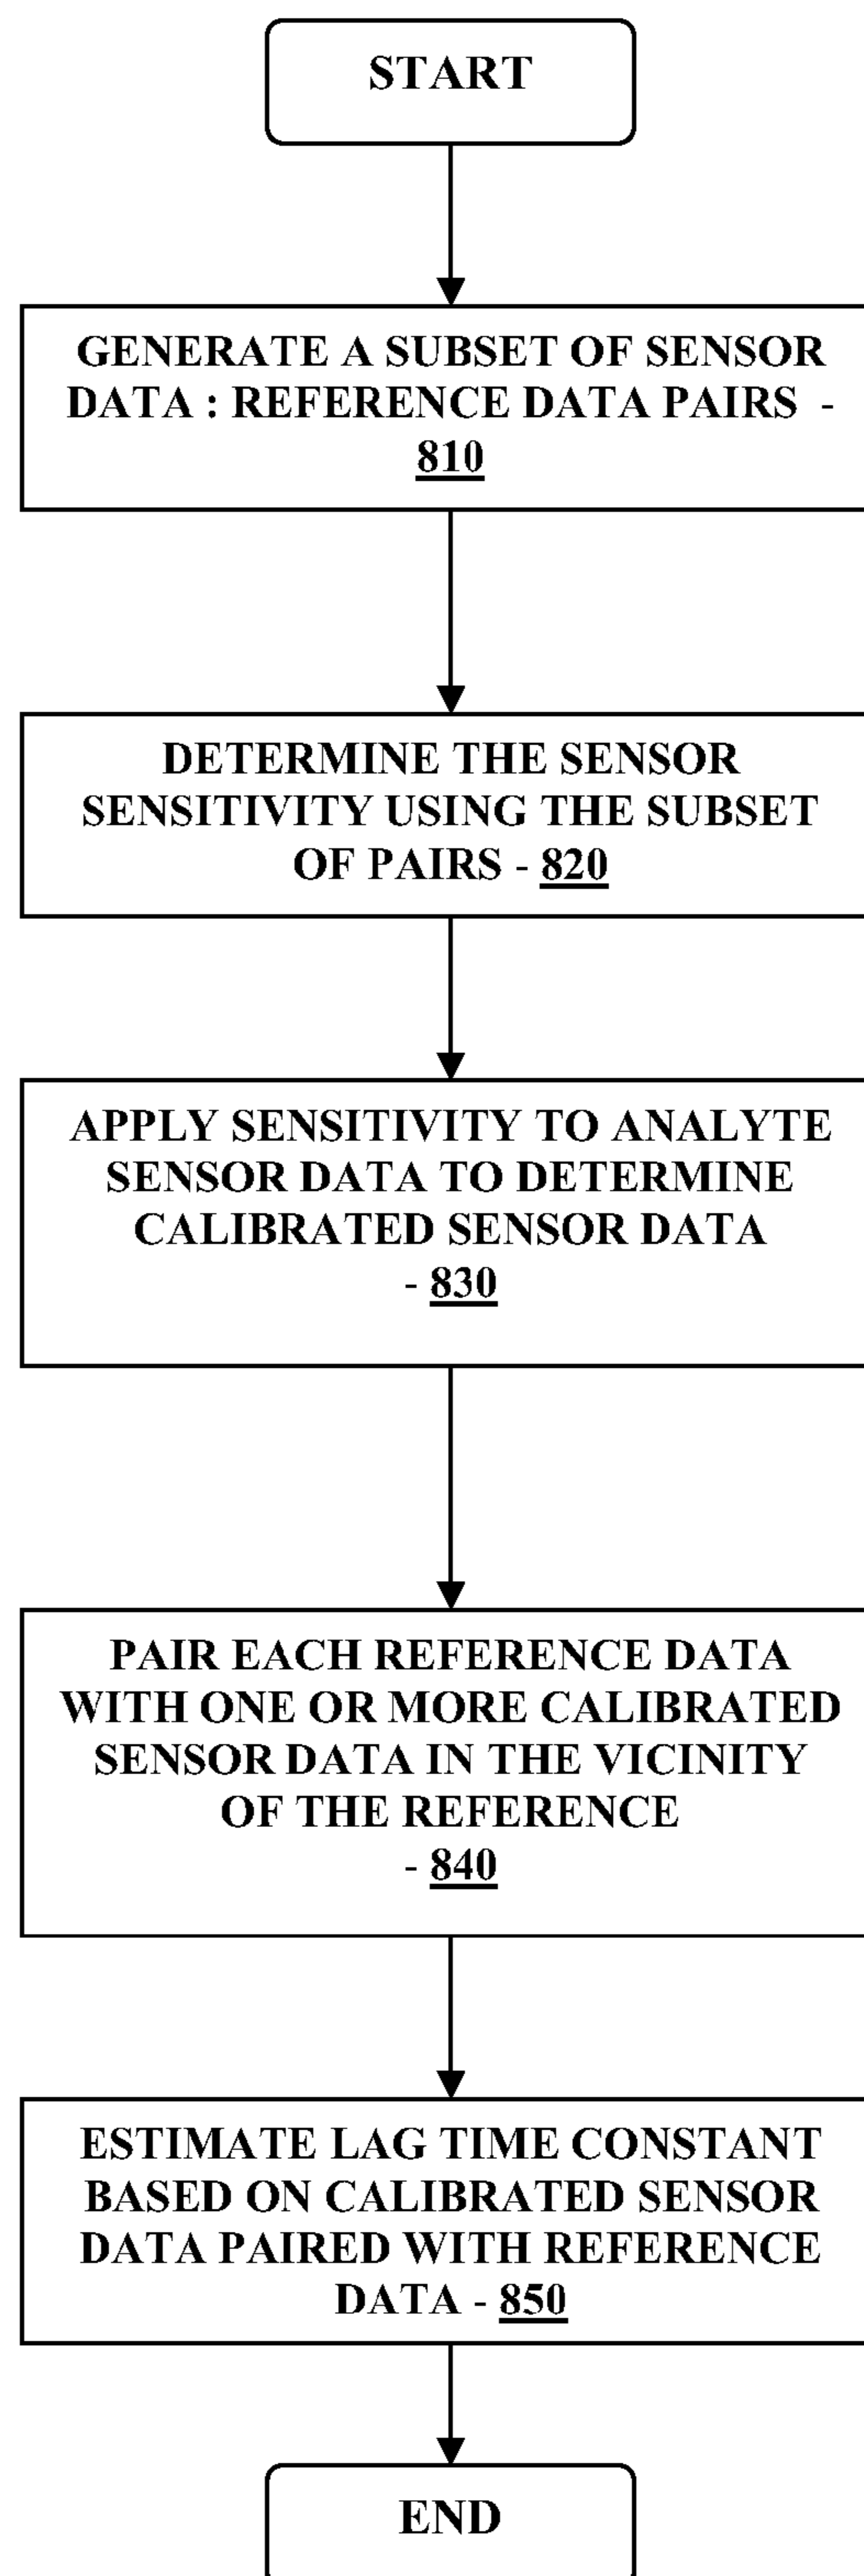 START
GENERATE A SUBSET OF SENSOR
DATA : REFERENCE DATA PAIRS -
810
DETERMINE THE SENSOR
SENSITIVITY USING THE SUBSET
OF PAIRS - 820
APPLY SENSITIVITY TO ANALYTE
SENSOR DATA TO DETERMINE
CALIBRATED SENSOR DATA
- 830
PAIR EACH REFERENCE DATA
WITH ONE OR MORE CALIBRATED
SENSOR DATA IN THE VICINITY
OF THE REFERENCE
- 840
ESTIMATE LAG TIME CONSTANT
BASED ON CALIBRATED SENSOR
DATA PAIRED WITH REFERENCE
DATA - 850
END